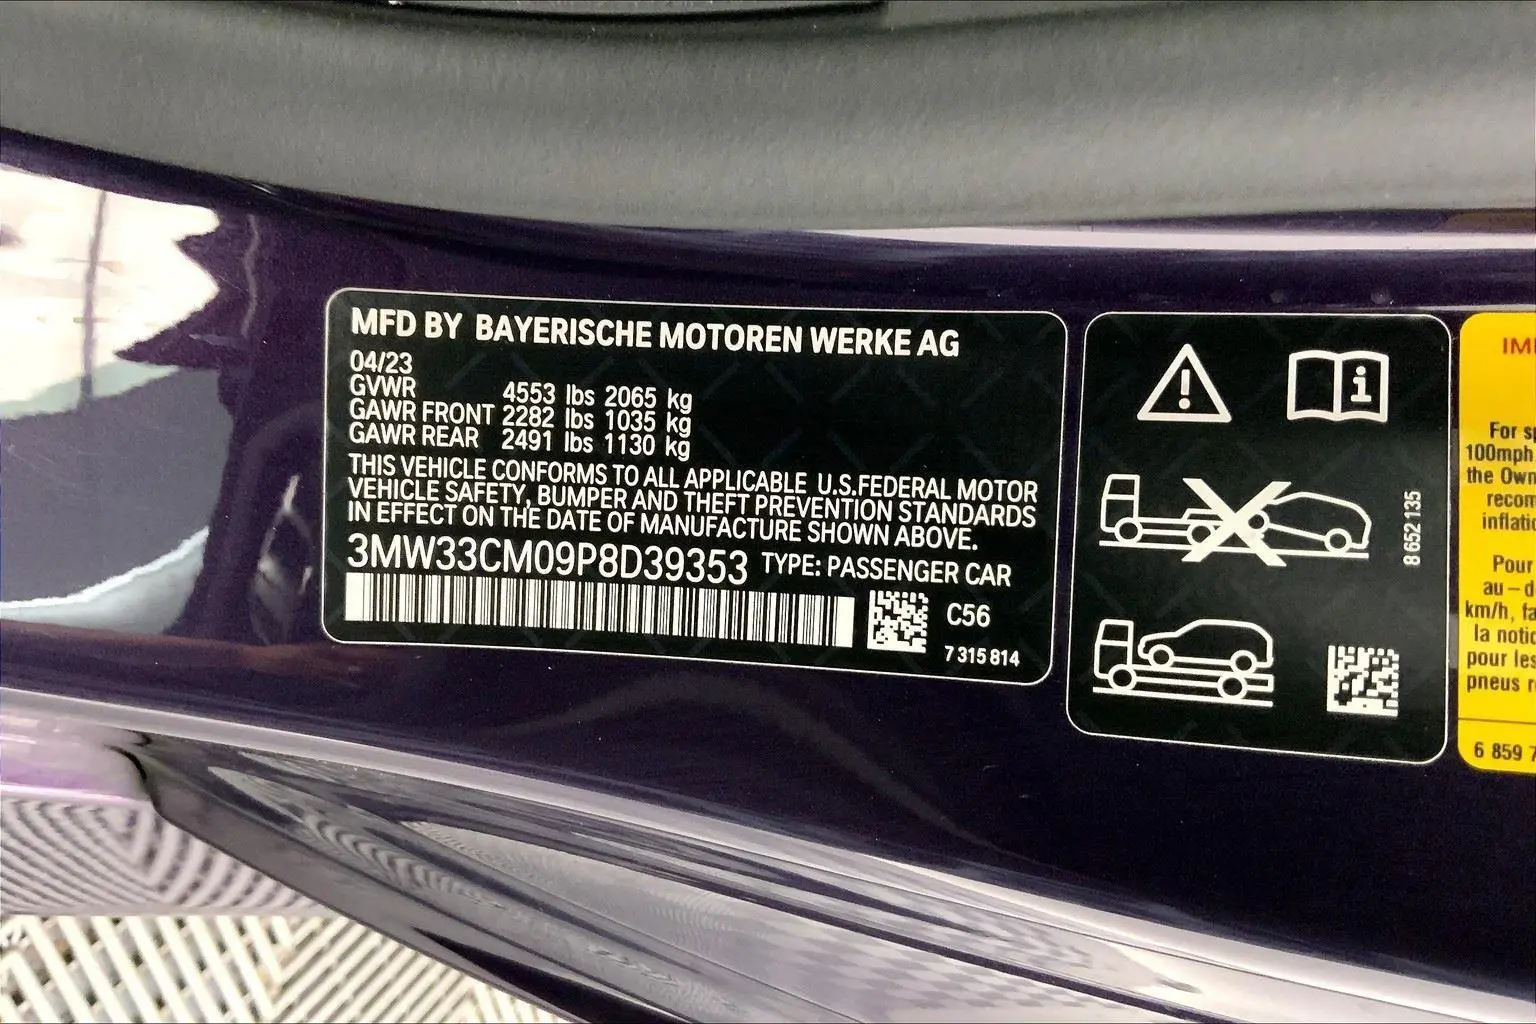 MFD BY BAYERISCHE MOTOREN WERKE AG
04/23
GVWR 4553 lbs 2065 kg
GAWR FRONT 2282 lbs 1035 kg
GAWR REAR 2491 lbs 1130 kg
THIS VEHICLE CONFORMS TO ALL APPLICABLE U.S.FEDERAL MOTOR
VEHICLE SAFETY, BUMPER AND THEFT PREVENTION STANDARDS
IN EFFECT ON THE DATE OF MANUFACTURE SHOWN ABOVE.
3MW33CM09P8D39353 TYPE: PASSENGER CAR
C56
7 315 814
8 652 135
For
100mph
the Own
recom
inflati
Pour
au-d
km/h, fa
la notic
pour les
pneus r
6 859 7